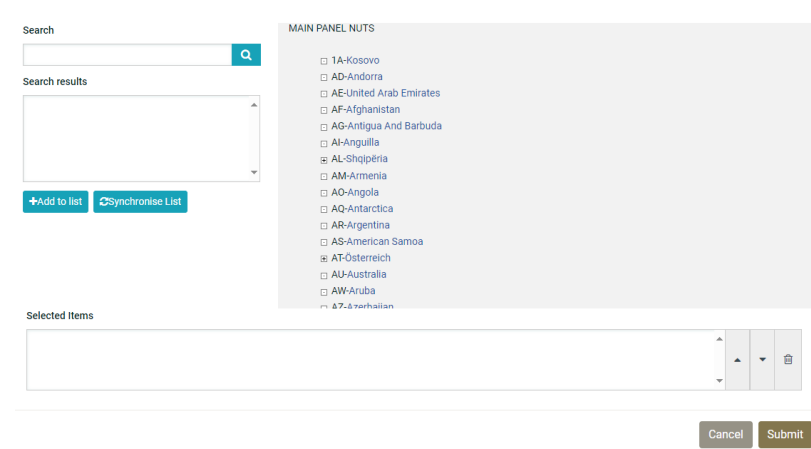 Search
Search results
+Add to list
Synchronise List
MAIN PANEL NUTS
1A-Kosovo
AD-Andorra
AE-United Arab Emirates
AF-Afghanistan
AG-Antigua And Barbuda
AI-Anguilla
AL-Shqipëria
AM-Armenia
AO-Angola
AQ-Antarctica
AR-Argentina
AS-American Samoa
AT-Österreich
AU-Australia
AW-Aruba
AZ-Azerbaijan
Selected Items
Cancel
Submit